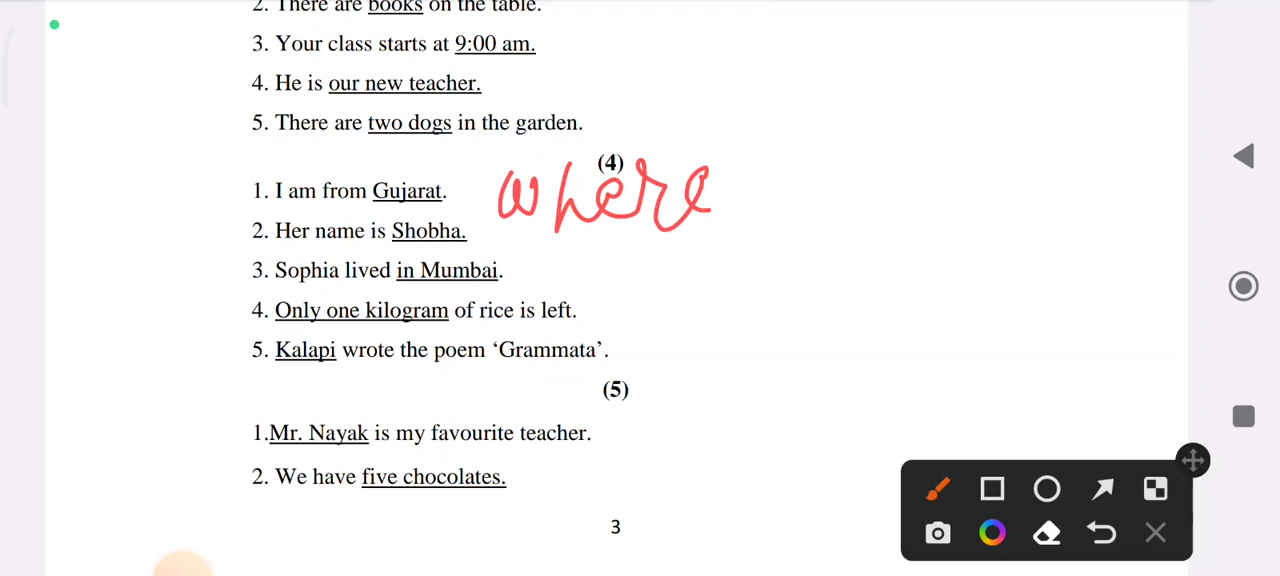 2. There are books on the table.
3. Your class starts at 9:00 am.
4. He is our new teacher.
5. There are two dogs in the garden.
(4)
1. I am from Gujarat. where
2. Her name is Shobha.
3. Sophia lived in Mumbai.
4. Only one kilogram of rice is left.
5. Kalapi wrote the poem ‘Grammata’.
(5)
1.Mr. Nayak is my favourite teacher.
2. We have five chocolates.
3